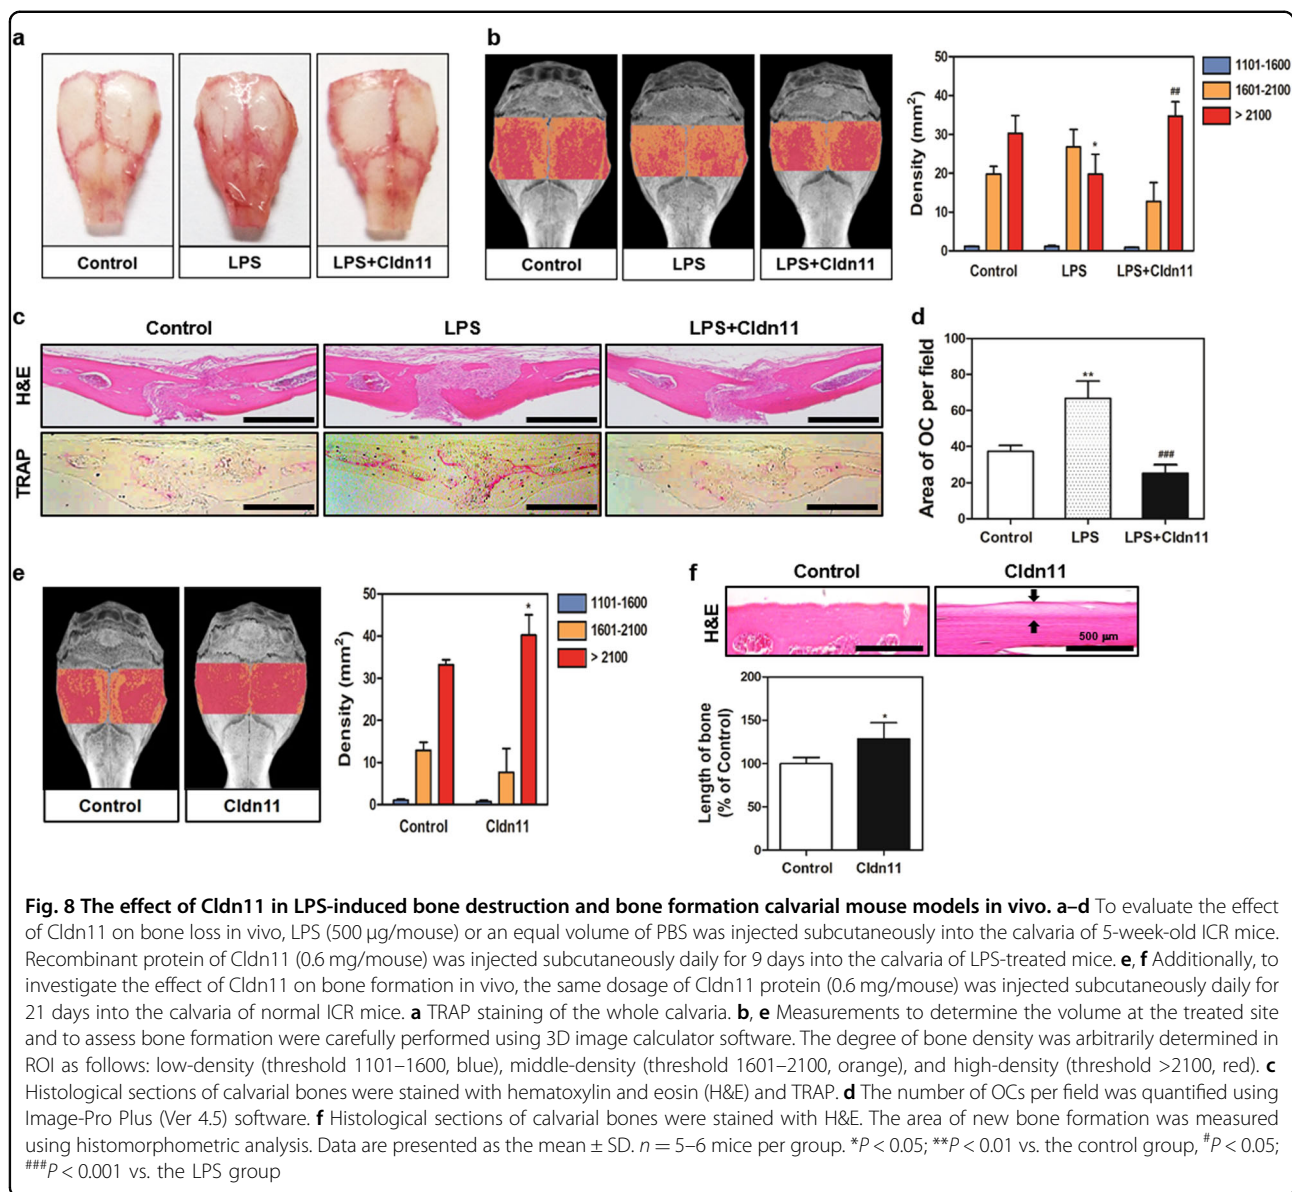 a
Control
LPS
LPS+Cldn11
b
Control
LPS
LPS+Cldn11
Density (mm²)
50
40
30
20
10
0
*
##
Control
LPS
LPS+Cldn11
1101-1600
1601-2100
> 2100
c
Control
LPS
LPS+Cldn11
H&E
TRAP
d
Area of OC per field
100
80
60
40
20
0
**
###
Control
LPS
LPS+Cldn11
e
Control
Cldn11
Density (mm²)
50
40
30
20
10
0
*
Control
Cldn11
1101-1600
1601-2100
> 2100
f
Control
Cldn11
H&E
500 µm
Length of bone
(% of Control)
200
150
100
50
0
*
Control
Cldn11
Fig. 8 The effect of Cldn11 in LPS-induced bone destruction and bone formation calvarial mouse models in vivo. a–d To evaluate the effect
of Cldn11 on bone loss in vivo, LPS (500 µg/mouse) or an equal volume of PBS was injected subcutaneously into the calvaria of 5-week-old ICR mice.
Recombinant protein of Cldn11 (0.6 mg/mouse) was injected subcutaneously daily for 9 days into the calvaria of LPS-treated mice. e, f Additionally, to
investigate the effect of Cldn11 on bone formation in vivo, the same dosage of Cldn11 protein (0.6 mg/mouse) was injected subcutaneously daily for
21 days into the calvaria of normal ICR mice. a TRAP staining of the whole calvaria. b, e Measurements to determine the volume at the treated site
and to assess bone formation were carefully performed using 3D image calculator software. The degree of bone density was arbitrarily determined in
ROI as follows: low-density (threshold 1101–1600, blue), middle-density (threshold 1601–2100, orange), and high-density (threshold >2100, red). c
Histological sections of calvarial bones were stained with hematoxylin and eosin (H&E) and TRAP. d The number of OCs per field was quantified using
Image-Pro Plus (Ver 4.5) software. f Histological sections of calvarial bones were stained with H&E. The area of new bone formation was measured
using histomorphometric analysis. Data are presented as the mean ± SD. n = 5–6 mice per group. *P < 0.05; **P < 0.01 vs. the control group, #P < 0.05;
###P < 0.001 vs. the LPS group